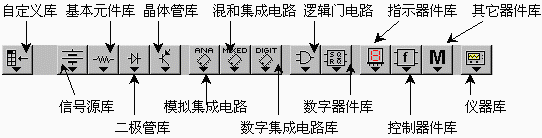 自定义库
基本元件库
晶体管库
混和集成电路
逻辑门电路
指示器件库
其它器件库
ANA
MIXED
DIGIT
f
M
信号源库
二极管库
模拟集成电路
数字集成电路库
数字器件库
控制器件库
仪器库